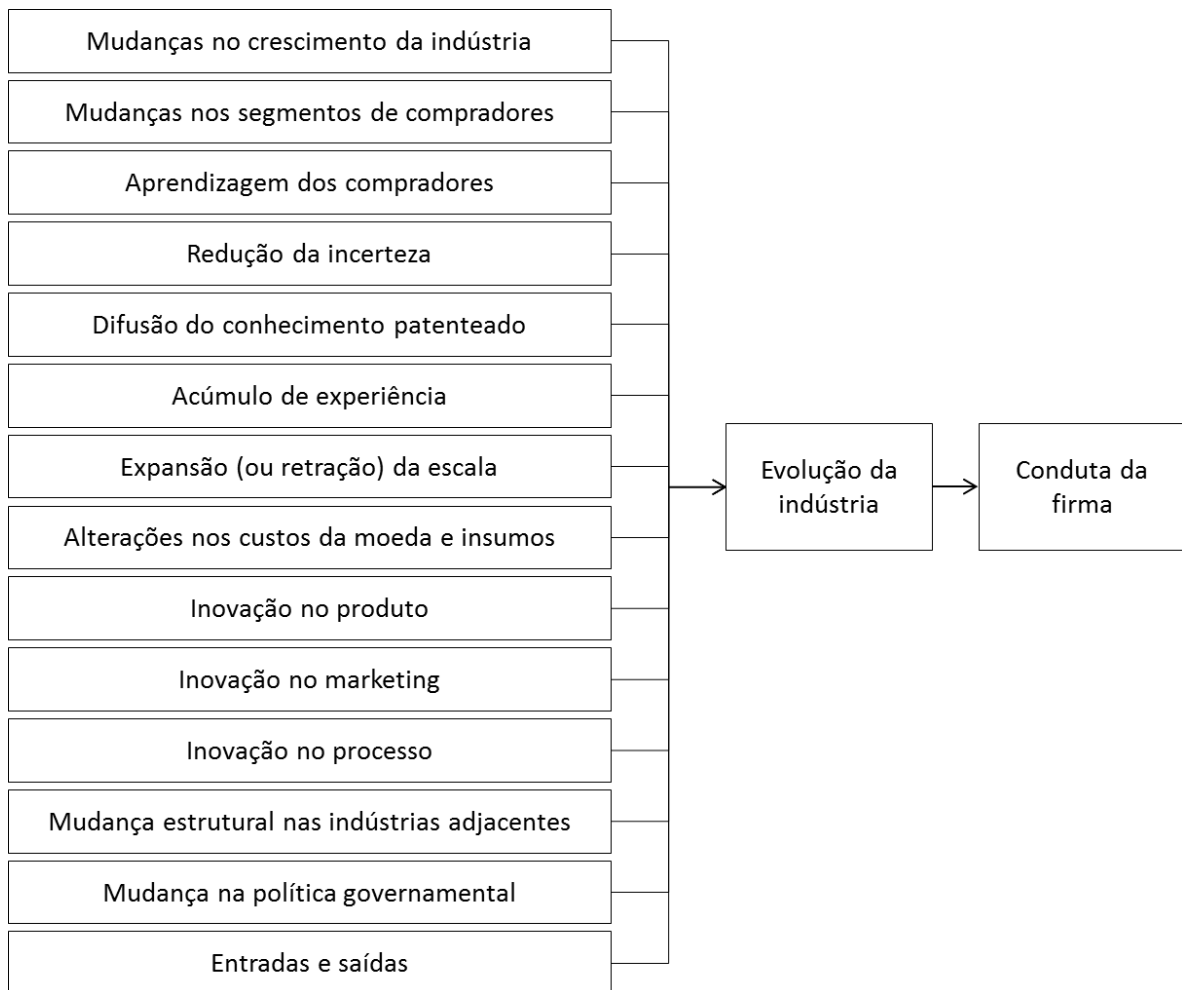 Mudanças no crescimento da indústria
Mudanças nos segmentos de compradores
Aprendizagem dos compradores
Redução da incerteza
Difusão do conhecimento patenteado
Acúmulo de experiência
Expansão (ou retração) da escala
Alterações nos custos da moeda e insumos
Inovação no produto
Inovação no marketing
Inovação no processo
Mudança estrutural nas indústrias adjacentes
Mudança na política governamental
Entradas e saídas
Evolução da
indústria
Conduta da
firma